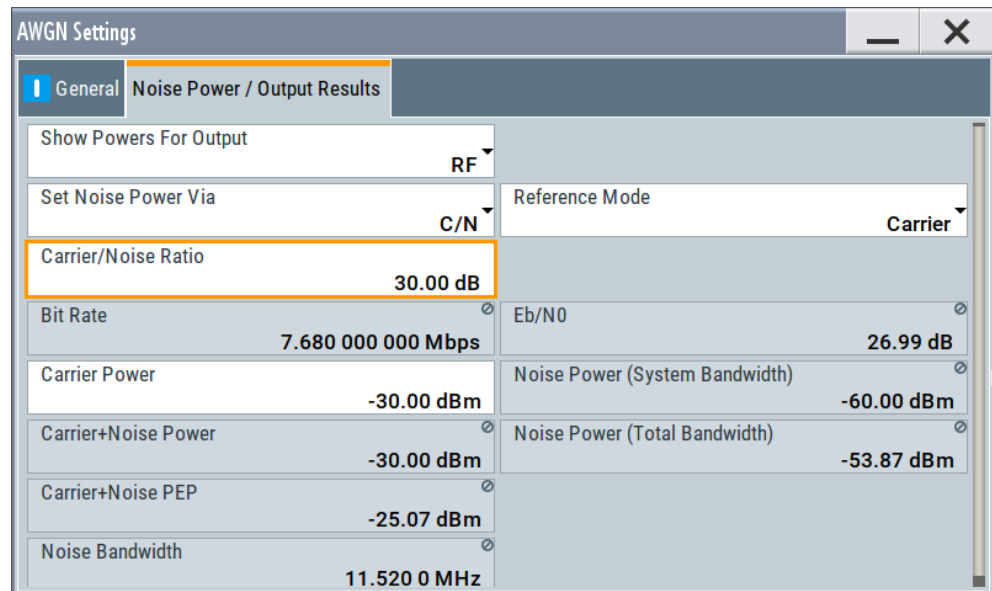 AWGN Settings
General Noise Power / Output Results
Show Powers For Output
RF
Set Noise Power Via
C/N
Reference Mode
Carrier
Carrier/Noise Ratio
30.00 dB
Bit Rate
7.680 000 000 Mbps
Eb/N0
26.99 dB
Carrier Power
-30.00 dBm
Noise Power (System Bandwidth)
-60.00 dBm
Carrier+Noise Power
-30.00 dBm
Noise Power (Total Bandwidth)
-53.87 dBm
Carrier+Noise PEP
-25.07 dBm
Noise Bandwidth
11.520 0 MHz